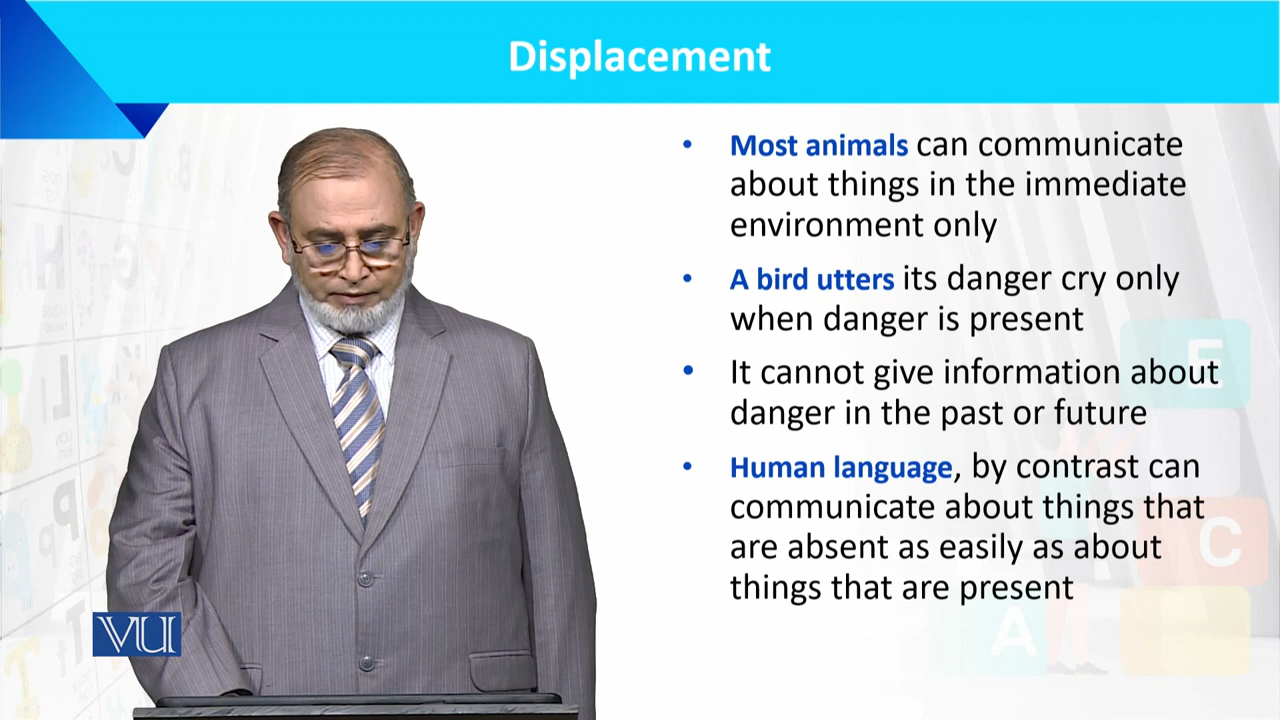 Displacement
• Most animals can communicate
about things in the immediate
environment only
• A bird utters its danger cry only
when danger is present
• It cannot give information about
danger in the past or future
• Human language, by contrast can
communicate about things that
are absent as easily as about
things that are present
VU
E
C
A